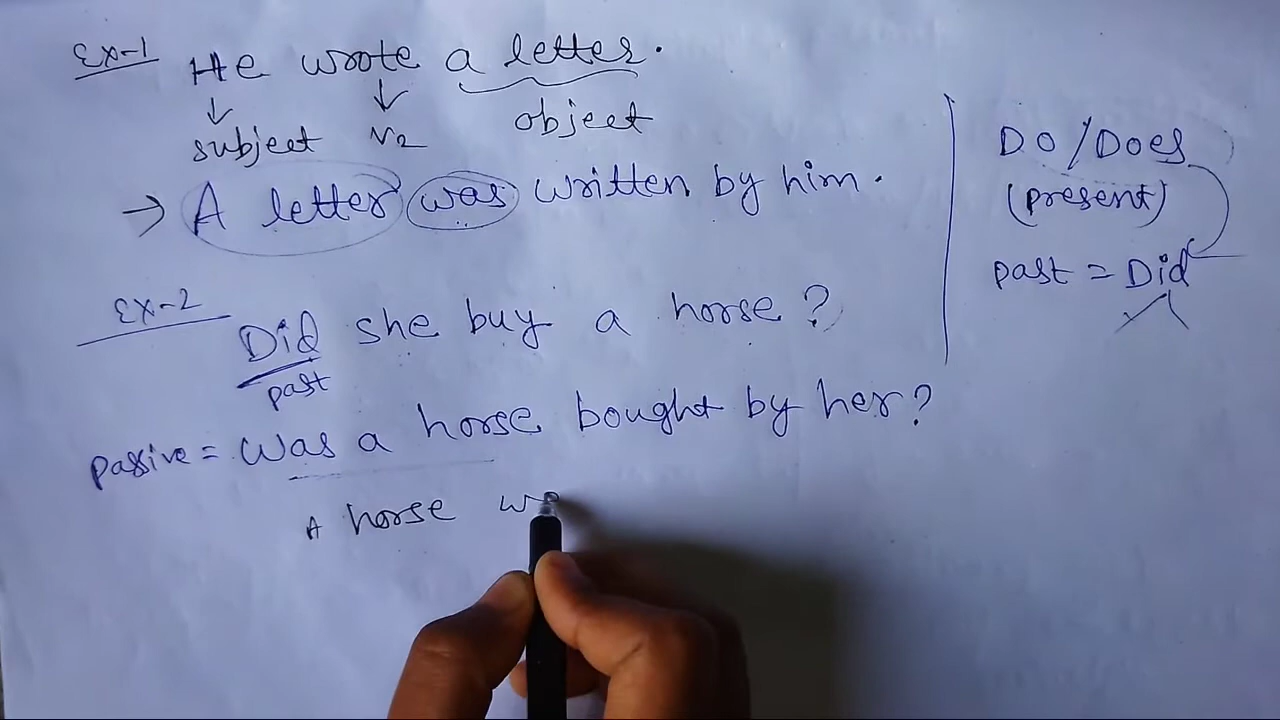 Ex-1 He wrote a letter.
subject V2 object
→ A letter was written by him.
Ex-2
Did she buy a horse?
past
passive = Was a horse bought by her?
A horse
Do/Does
(present)
past = Did